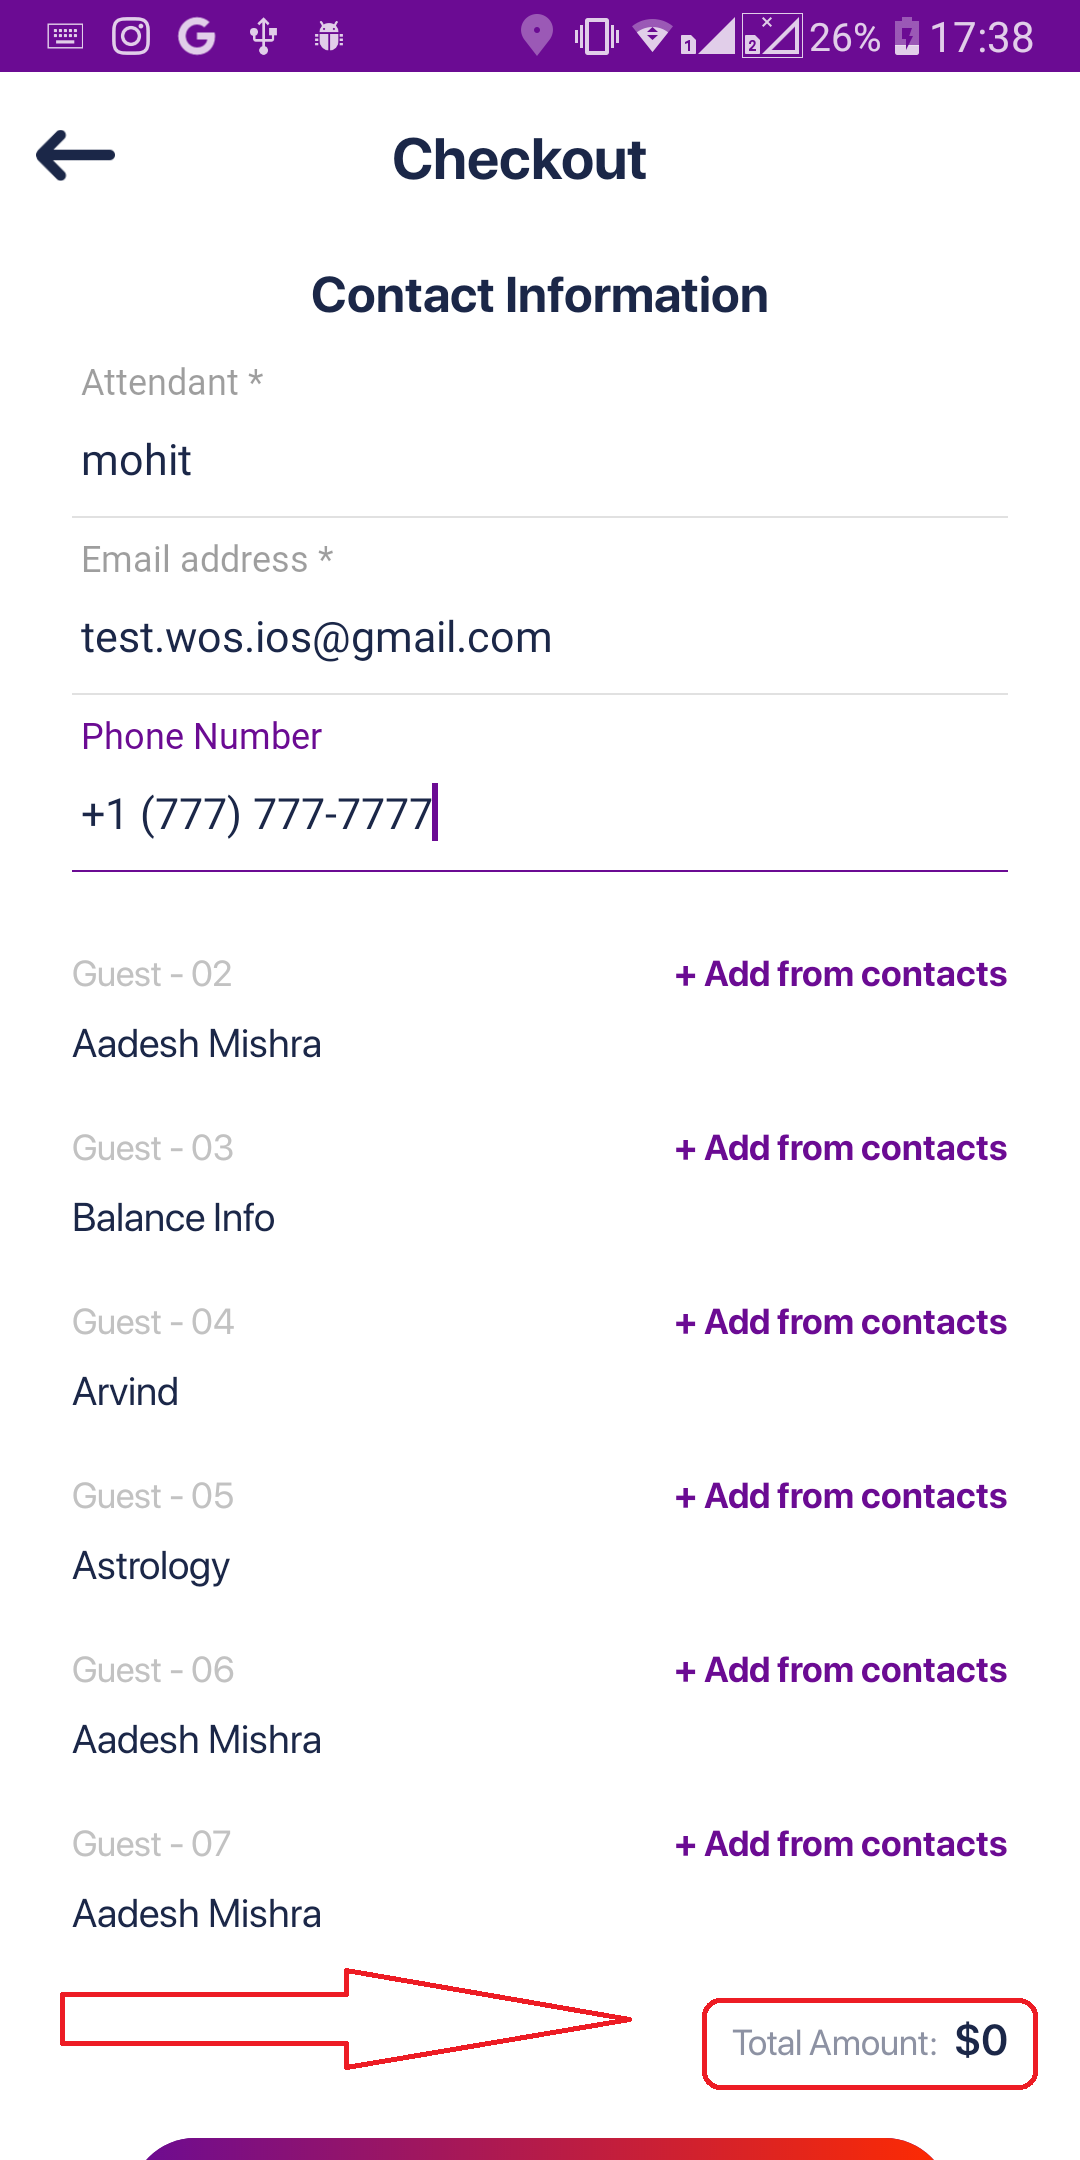 1 2 26% 17:38
Checkout
Contact Information
Attendant *
mohit
Email address *
test.wos.ios@gmail.com
Phone Number
+1 (777) 777-7777
Guest - 02 + Add from contacts
Aadesh Mishra
Guest - 03 + Add from contacts
Balance Info
Guest - 04 + Add from contacts
Arvind
Guest - 05 + Add from contacts
Astrology
Guest - 06 + Add from contacts
Aadesh Mishra
Guest - 07 + Add from contacts
Aadesh Mishra
Total Amount: $0